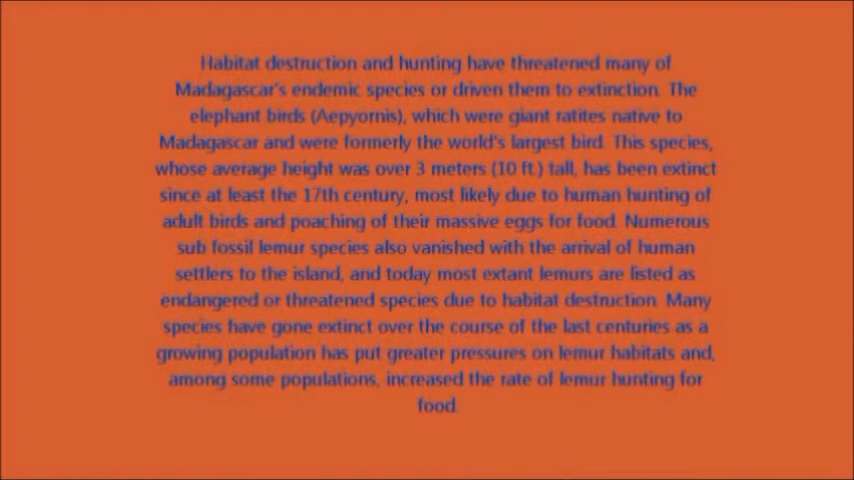 Habitat destruction and hunting have threatened many of
Madagascar's endemic species or driven them to extinction. The
elephant birds (Aepyornis), which were giant ratites native to
Madagascar and were formerly the world's largest bird. This species,
whose average height was over 3 meters (10 ft.) tall, has been extinct
since at least the 17th century, most likely due to human hunting of
adult birds and poaching of their massive eggs for food. Numerous
sub fossil lemur species also vanished with the arrival of human
settlers to the island, and today most extant lemurs are listed as
endangered or threatened species due to habitat destruction. Many
species have gone extinct over the course of the last centuries as a
growing population has put greater pressures on lemur habitats and,
among some populations, increased the rate of lemur hunting for
food.